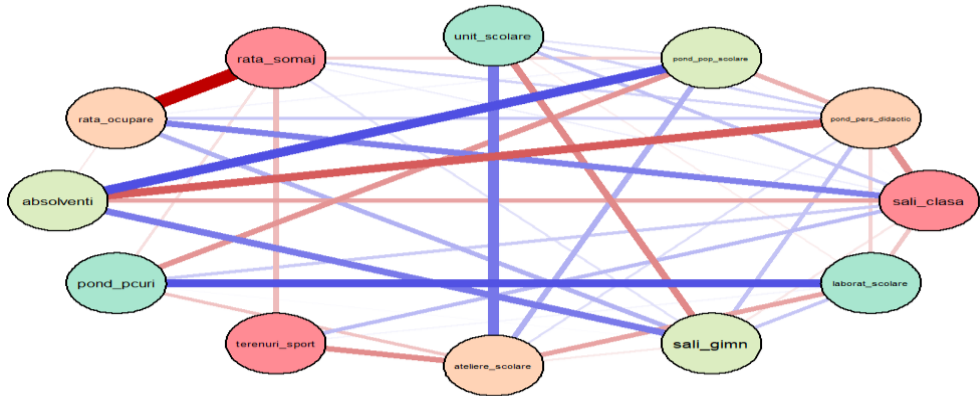 unit_scolare
rata_somaj
pond_pop_scolare
rata_ocupare
pond_pers_didactic
absolventi
sali_clasa
pond_pcuri
laborat_scolare
terenuri_sport
sali_gimn
ateliere_scolare